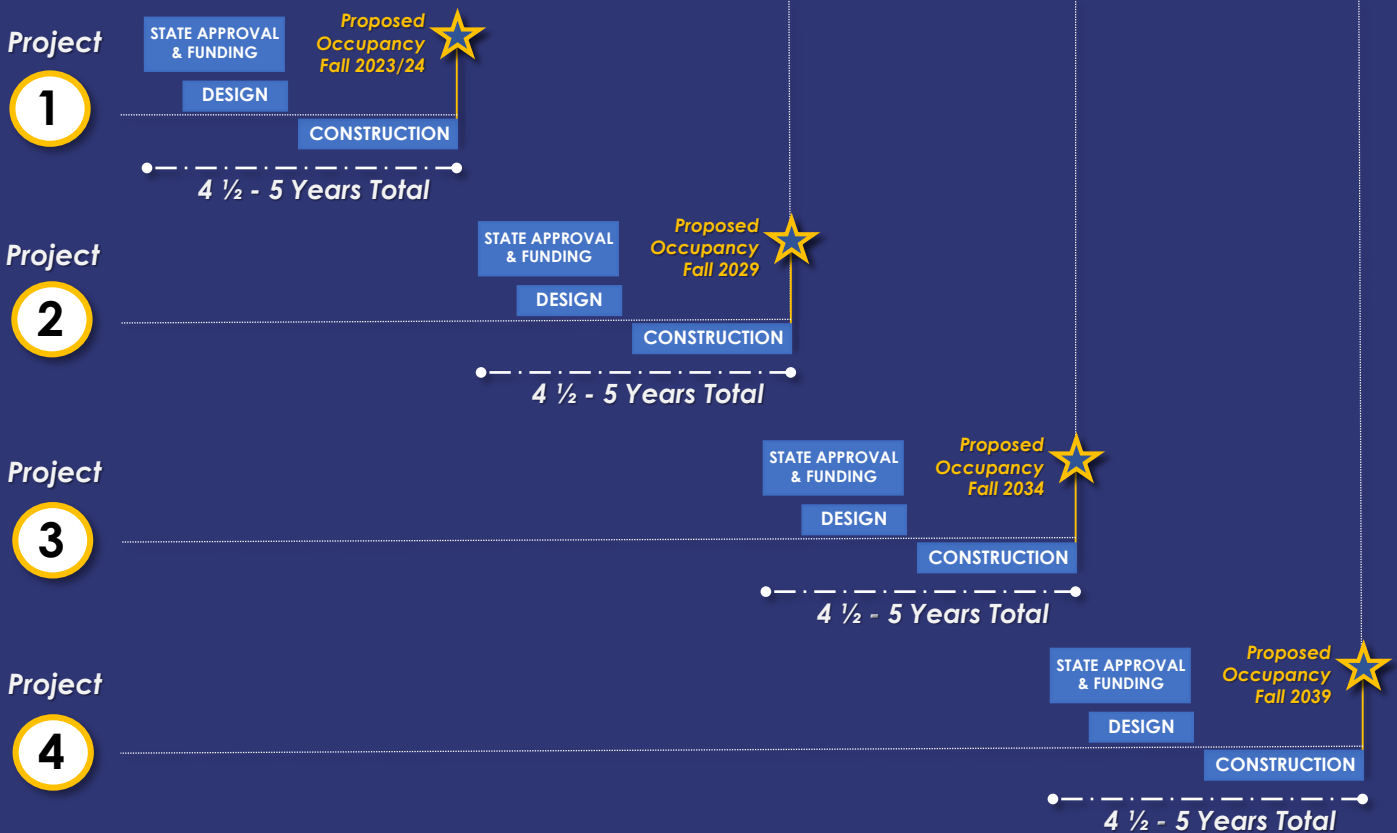 Project
1
STATE APPROVAL
& FUNDING
DESIGN
CONSTRUCTION
Proposed
Occupancy
Fall 2023/24
4 ½ - 5 Years Total
Project
2
STATE APPROVAL
& FUNDING
DESIGN
CONSTRUCTION
Proposed
Occupancy
Fall 2029
4 ½ - 5 Years Total
Project
3
STATE APPROVAL
& FUNDING
DESIGN
CONSTRUCTION
Proposed
Occupancy
Fall 2034
4 ½ - 5 Years Total
Project
4
STATE APPROVAL
& FUNDING
DESIGN
CONSTRUCTION
Proposed
Occupancy
Fall 2039
4 ½ - 5 Years Total